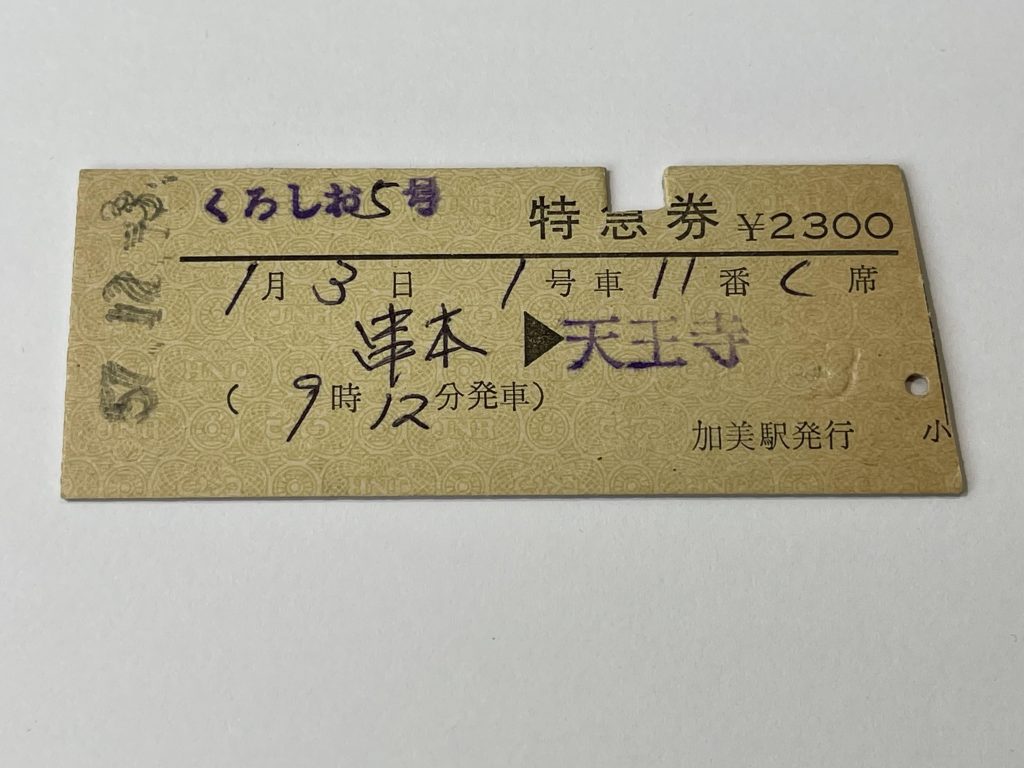 くろしお5号
特急券 ¥2300
1月3日 1号車 11番 C席
串本▶天王寺
(9時12分発車)
加美駅発行 小
57.12.